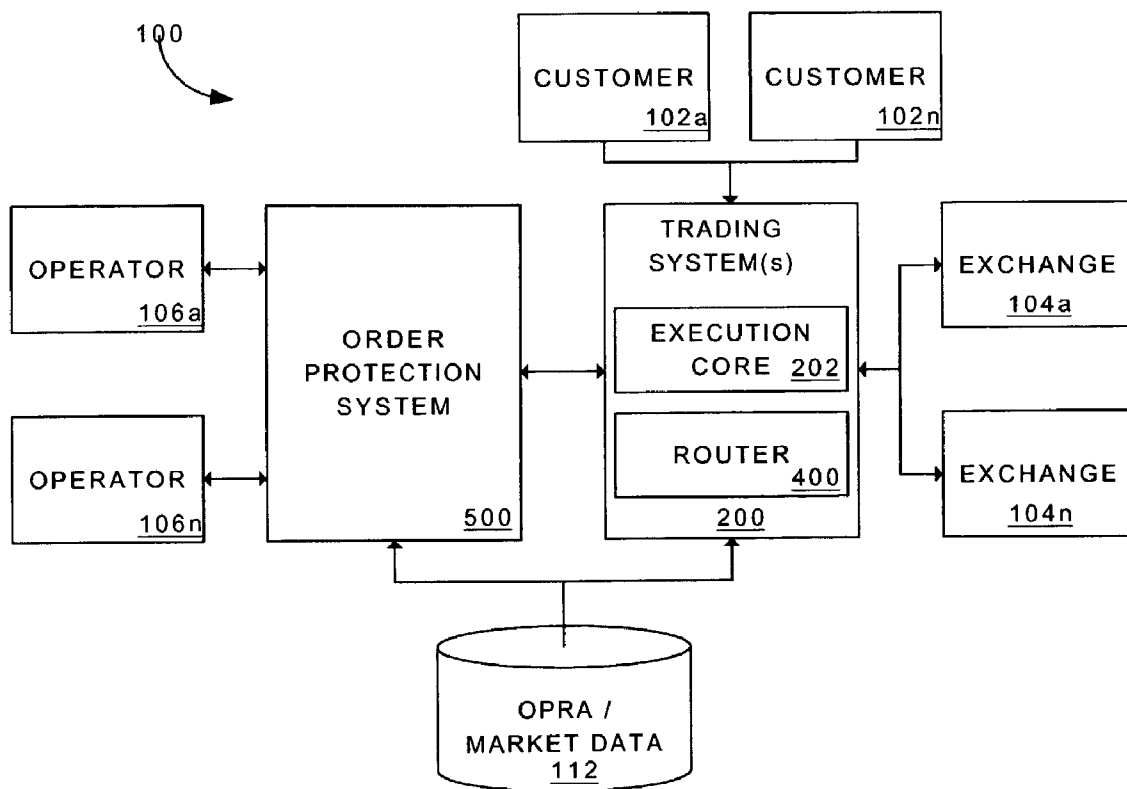 100
CUSTOMER
102a
CUSTOMER
102n
OPERATOR
106a
OPERATOR
106n
ORDER
PROTECTION
SYSTEM
500
TRADING
SYSTEM(s)
EXECUTION
CORE 202
ROUTER
400
200
EXCHANGE
104a
EXCHANGE
104n
OPRA /
MARKET DATA
112